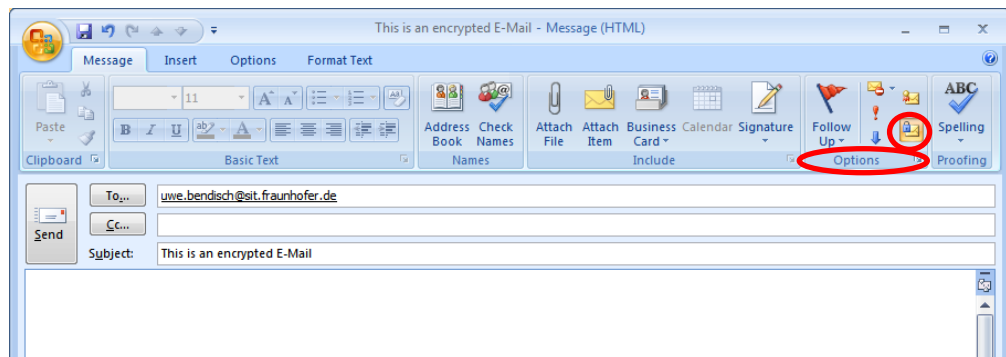 This is an encrypted E-Mail - Message (HTML)
Message Insert Options Format Text
Paste
11
A A
B I U ab A
Address Book
Check Names
Attach File
Attach Item
Business Card
Calendar
Signature
Follow Up
ABC
Spelling
Clipboard Basic Text Names Include Options Proofing
Send
To...
uwe.bendisch@sit.fraunhofer.de
Cc...
Subject:
This is an encrypted E-Mail